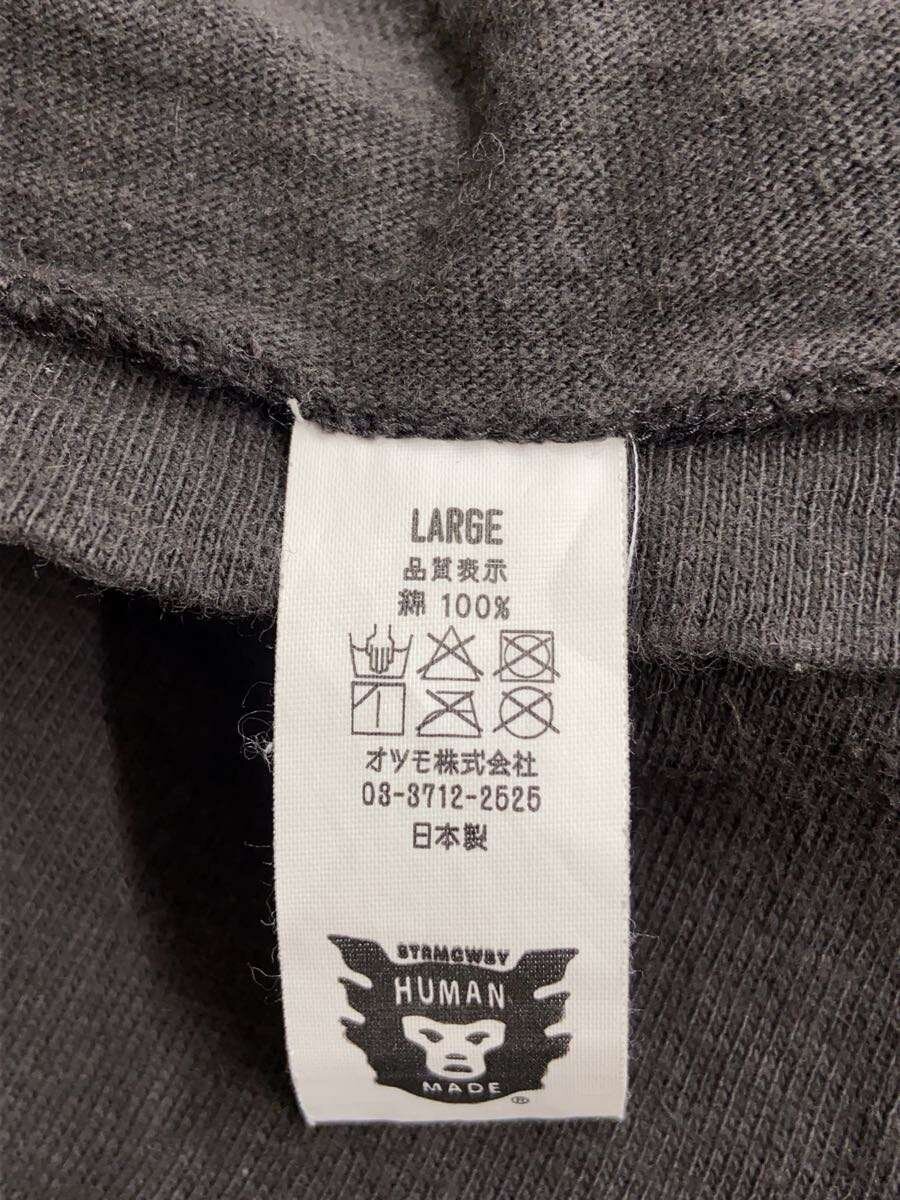 LARGE
品質表示
綿 100%
オツモ株式会社
03-3712-2525
日本製
STRMCWBY
HUMAN
MADE
®